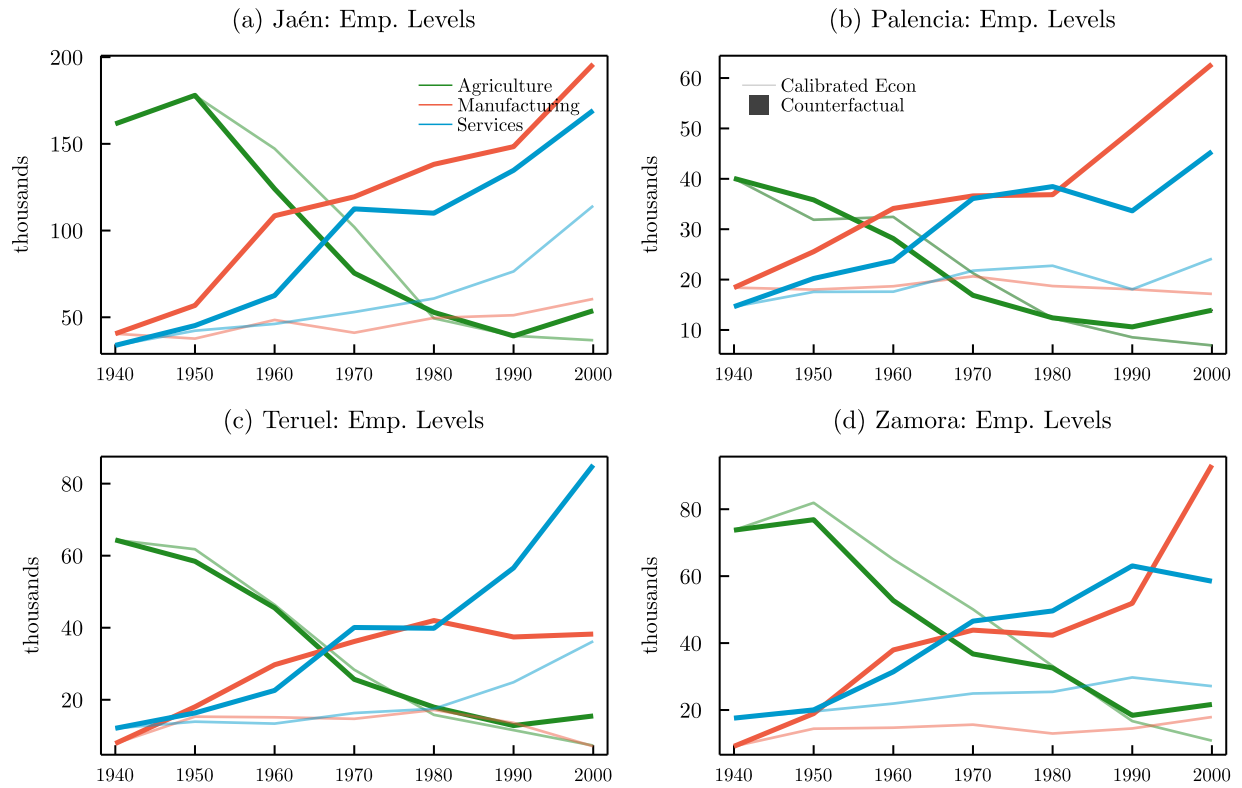 (a) Jaén: Emp. Levels
(b) Palencia: Emp. Levels
200
150
100
50
thousands
Agriculture
Manufacturing
Services
1940 1950 1960 1970 1980 1990 2000
60
50
40
30
20
10
thousands
Calibrated Econ
Counterfactual
1940 1950 1960 1970 1980 1990 2000
(c) Teruel: Emp. Levels
(d) Zamora: Emp. Levels
80
60
40
20
thousands
1940 1950 1960 1970 1980 1990 2000
80
60
40
20
thousands
1940 1950 1960 1970 1980 1990 2000